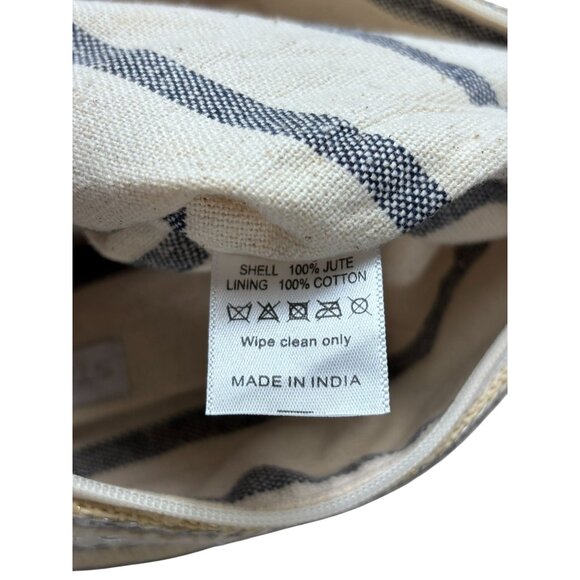 SHELL 100% JUTE
LINING 100% COTTON
Wipe clean only
MADE IN INDIA